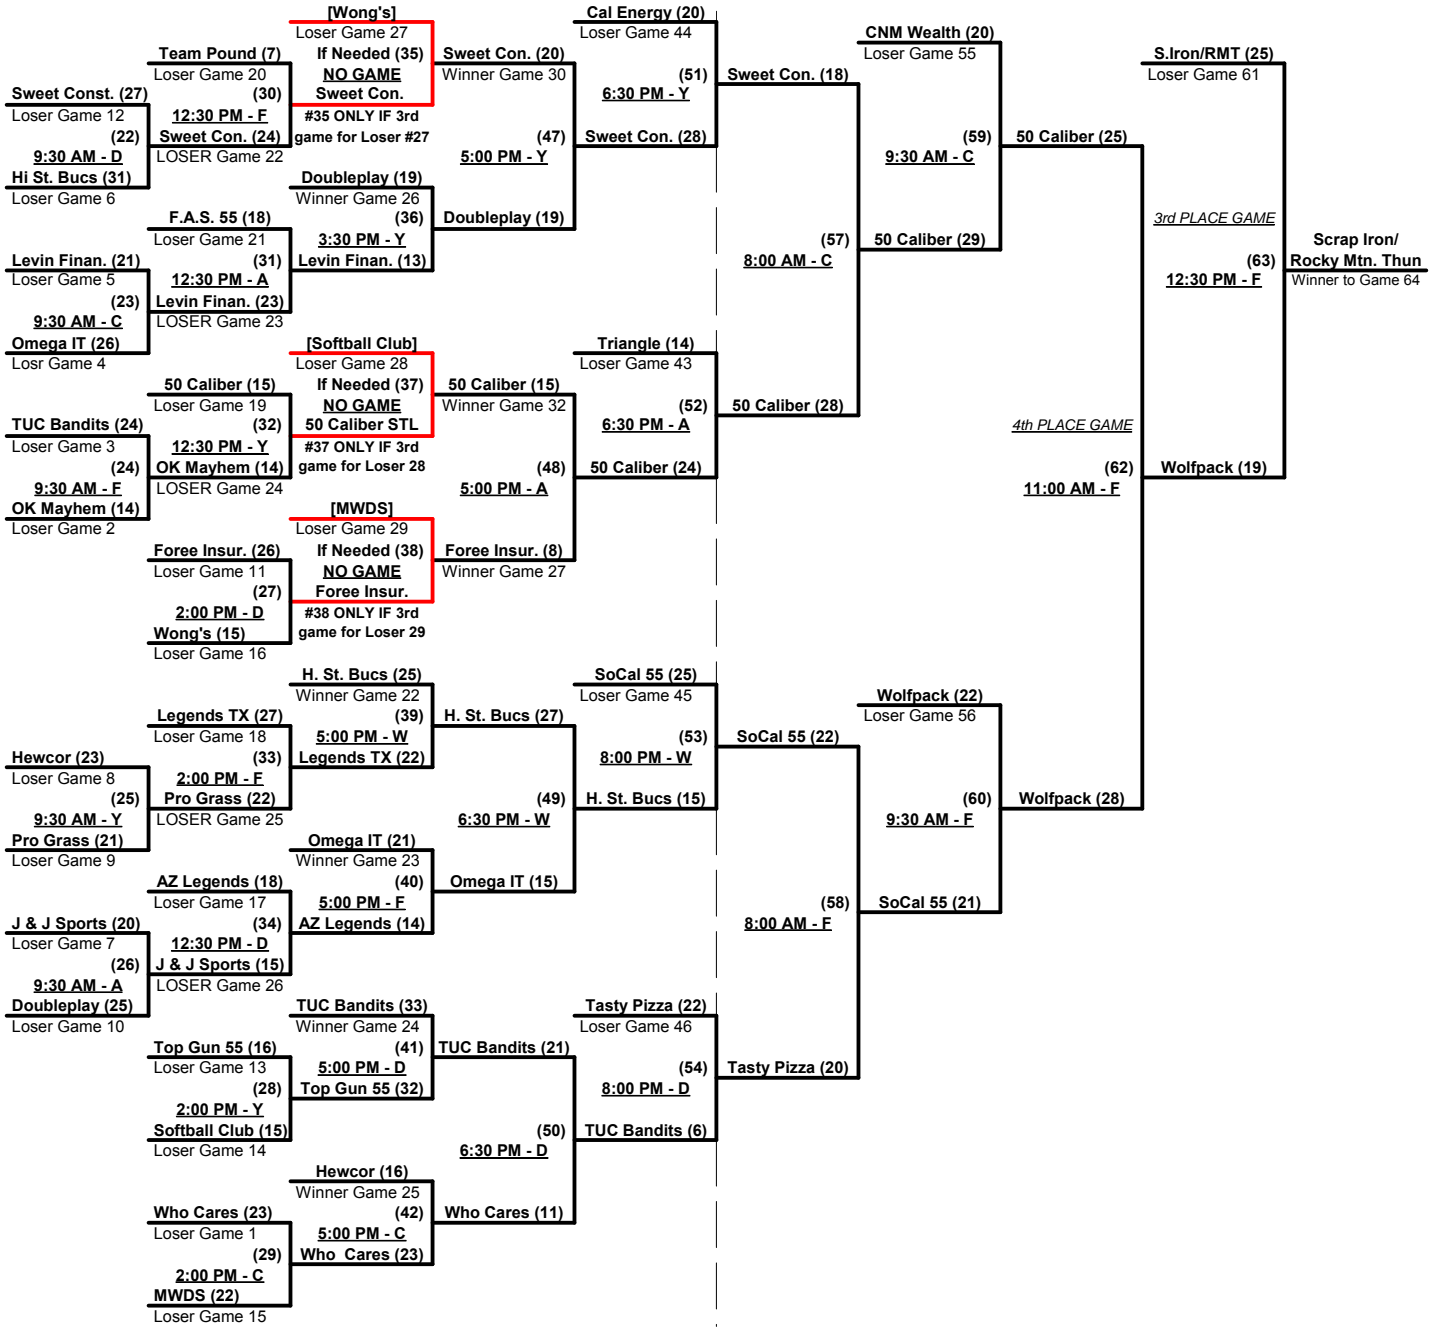 [Wong's]
Loser Game 27
If Needed (35)
NO GAME
Sweet Con.
#35 ONLY IF 3rd
game for Loser #27
Team Pound (7)
Loser Game 20
(30)
12:30 PM - F
Sweet Con. (24)
LOSER Game 22
Sweet Const. (27)
Loser Game 12
(22)
9:30 AM - D
Hi St. Bucs (31)
Loser Game 6
Sweet Con. (20)
Winner Game 30
(47)
5:00 PM - Y
Doubleplay (19)
Cal Energy (20)
Loser Game 44
(51)
6:30 PM - Y
Sweet Con. (28)
Sweet Con. (18)
CNM Wealth (20)
Loser Game 55
(59)
9:30 AM - C
50 Caliber (29)
50 Caliber (25)
S.Iron/RMT (25)
Loser Game 61
3rd PLACE GAME
(63)
12:30 PM - F
Scrap Iron/
Rocky Mtn. Thun
Winner to Game 64
Doubleplay (19)
Winner Game 26
(36)
3:30 PM - Y
Levin Finan. (13)
F.A.S. 55 (18)
Loser Game 21
(31)
12:30 PM - A
Levin Finan. (23)
LOSER Game 23
Levin Finan. (21)
Loser Game 5
(23)
9:30 AM - C
Omega IT (26)
Losr Game 4
(57)
8:00 AM - C
[Softball Club]
Loser Game 28
If Needed (37)
NO GAME
50 Caliber STL
#37 ONLY IF 3rd
game for Loser 28
50 Caliber (15)
Loser Game 19
(32)
12:30 PM - Y
OK Mayhem (14)
LOSER Game 24
TUC Bandits (24)
Loser Game 3
(24)
9:30 AM - F
OK Mayhem (14)
Loser Game 2
50 Caliber (15)
Winner Game 32
(48)
5:00 PM - A
Foree Insur. (8)
Winner Game 27
Triangle (14)
Loser Game 43
(52)
6:30 PM - A
50 Caliber (24)
50 Caliber (28)
4th PLACE GAME
(62)
11:00 AM - F
Wolfpack (19)
[MWDS]
Loser Game 29
If Needed (38)
NO GAME
Foree Insur.
#38 ONLY IF 3rd
game for Loser 29
Foree Insur. (26)
Loser Game 11
(27)
2:00 PM - D
Wong's (15)
Loser Game 16
H. St. Bucs (25)
Winner Game 22
(39)
5:00 PM - W
Legends TX (22)
Legends TX (27)
Loser Game 18
(33)
2:00 PM - F
Pro Grass (22)
LOSER Game 25
Hewcor (23)
Loser Game 8
(25)
9:30 AM - Y
Pro Grass (21)
Loser Game 9
H. St. Bucs (27)
(49)
6:30 PM - W
Omega IT (15)
SoCal 55 (25)
Loser Game 45
(53)
8:00 PM - W
H. St. Bucs (15)
SoCal 55 (22)
Wolfpack (22)
Loser Game 56
(60)
9:30 AM - F
SoCal 55 (21)
Wolfpack (28)
Omega IT (21)
Winner Game 23
(40)
5:00 PM - F
AZ Legends (14)
AZ Legends (18)
Loser Game 17
(34)
12:30 PM - D
J & J Sports (15)
LOSER Game 26
J & J Sports (20)
Loser Game 7
(26)
9:30 AM - A
Doubleplay (25)
Loser Game 10
(58)
8:00 AM - F
TUC Bandits (33)
Winner Game 24
(41)
5:00 PM - D
Top Gun 55 (32)
Top Gun 55 (16)
Loser Game 13
(28)
2:00 PM - Y
Softball Club (15)
Loser Game 14
TUC Bandits (21)
(50)
6:30 PM - D
Who Cares (11)
Tasty Pizza (22)
Loser Game 46
(54)
8:00 PM - D
TUC Bandits (6)
Tasty Pizza (20)
Hewcor (16)
Winner Game 25
(42)
5:00 PM - C
Who Cares (23)
Who Cares (23)
Loser Game 1
(29)
2:00 PM - C
MWDS (22)
Loser Game 15